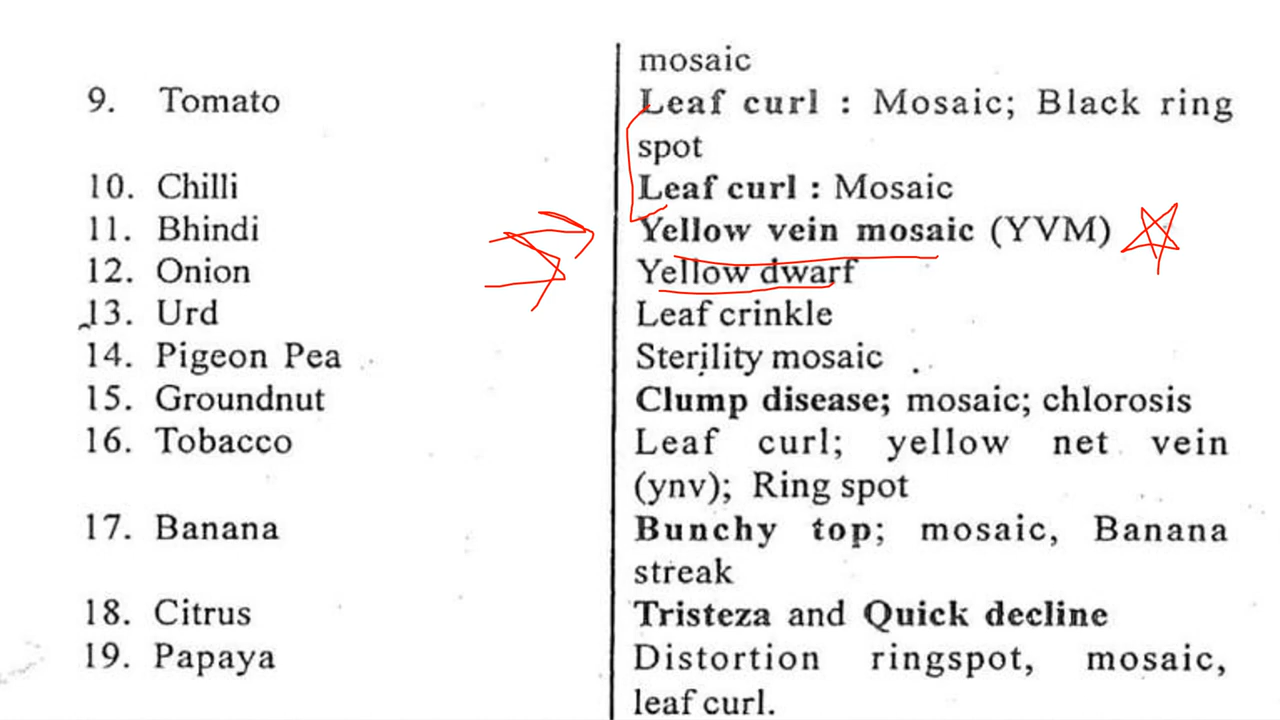 mosaic
9. Tomato Leaf curl : Mosaic; Black ring
spot
10. Chilli Leaf curl : Mosaic
11. Bhindi Yellow vein mosaic (YVM)
12. Onion Yellow dwarf
13. Urd Leaf crinkle
14. Pigeon Pea Sterility mosaic
15. Groundnut Clump disease; mosaic; chlorosis
16. Tobacco Leaf curl; yellow net vein
(ynv); Ring spot
17. Banana Bunchy top; mosaic, Banana
streak
18. Citrus Tristeza and Quick decline
19. Papaya Distortion ringspot, mosaic,
leaf curl.